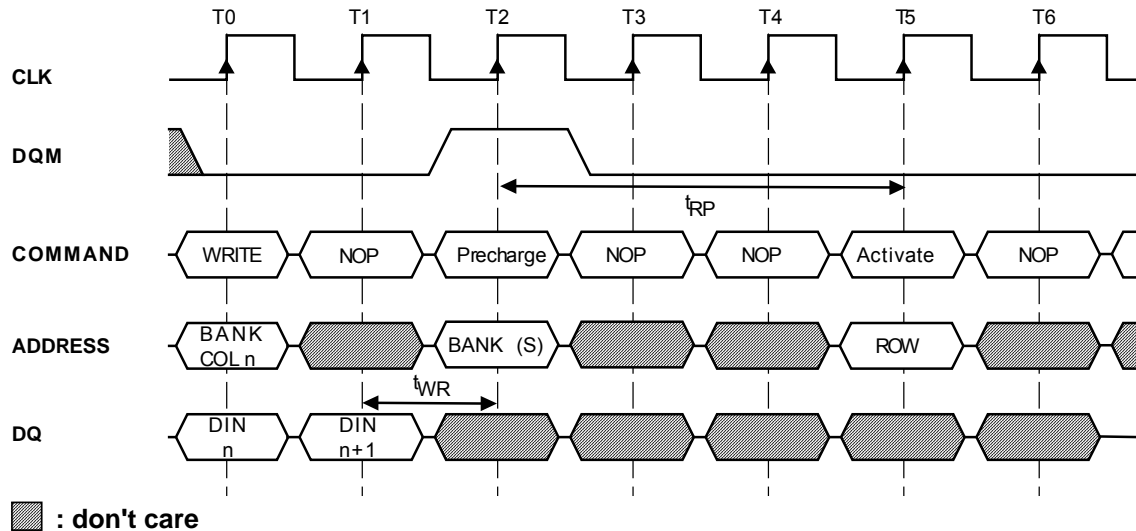 T0 T1 T2 T3 T4 T5 T6
CLK
DQM
tRP
COMMAND WRITE NOP Precharge NOP NOP Activate NOP
ADDRESS BANK COL n BANK (S) ROW
tWR
DQ DIN n DIN n+1
: don't care